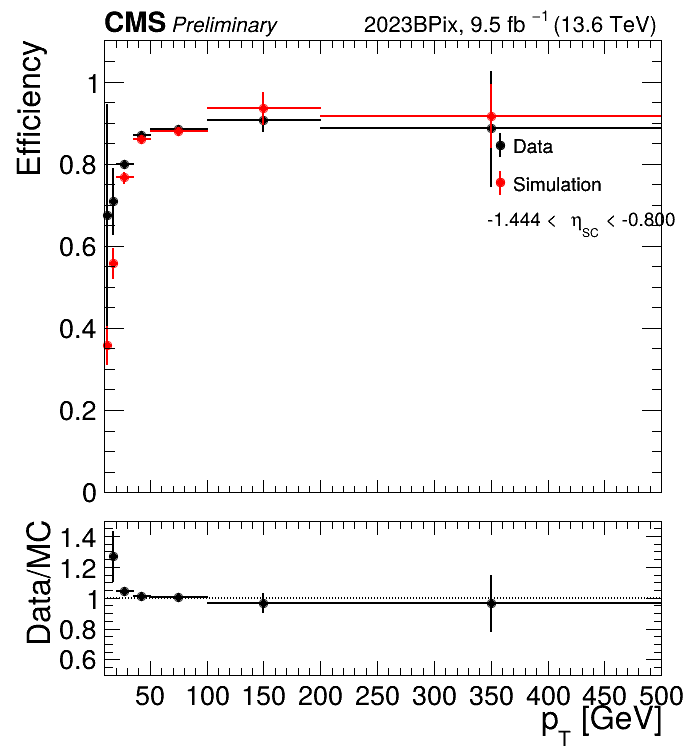 CMS Preliminary 2023BPix, 9.5 fb⁻¹ (13.6 TeV)
Efficiency
1
0.8
0.6
0.4
0.2
0
Data
Simulation
-1.444 < η_SC < -0.800
Data/MC
1.4
1.2
1
0.8
0.6
50 100 150 200 250 300 350 400 450 500
p_T [GeV]